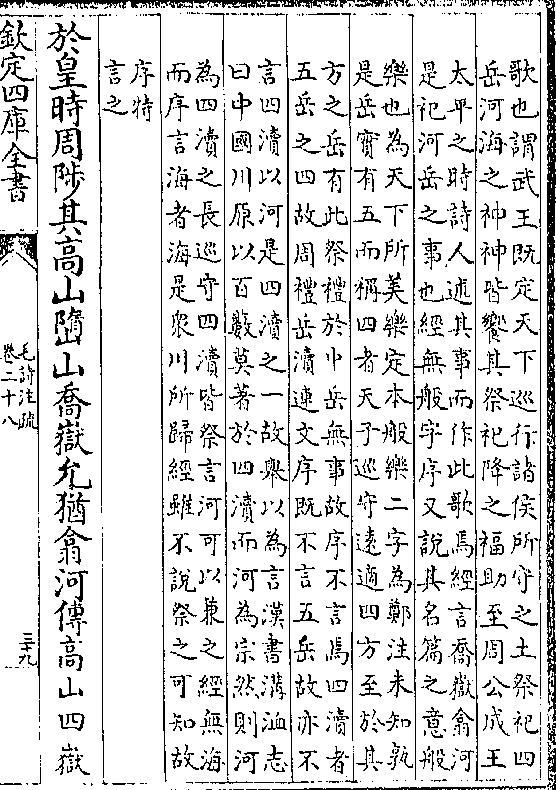 歌也謂武王既定天下巡行諸侯所守之土祭祀四
岳河海之神神皆饗其祭祀降之福助至周公成王
太平之時詩人述其事而作此歌焉經言喬嶽翕河
是祀河岳之事也經無般字序又說其名篇之意般
樂也為天下所美樂定本般樂二字為鄭注未知孰
是岳實有五而稱四者天子巡守遠適四方至於其
方之岳有此祭禮於中岳無事故序不言焉四瀆者
五岳之四故周禮岳瀆連文序既不言五岳故亦不
言四瀆以河是四瀆之一故舉以為言漢書溝洫志
曰中國川原以百數莫著於四瀆而河為宗然則河
為四瀆之長巡守四瀆皆祭言河可以兼之經無海
而序言海者海是衆川所歸經雖不說祭之可知故
序特
言之
於皇時周陟其高山嶞山喬嶽允猶翕河傳高山四嶽
欽定四庫全書
毛詩注疏
卷二十八
三十九